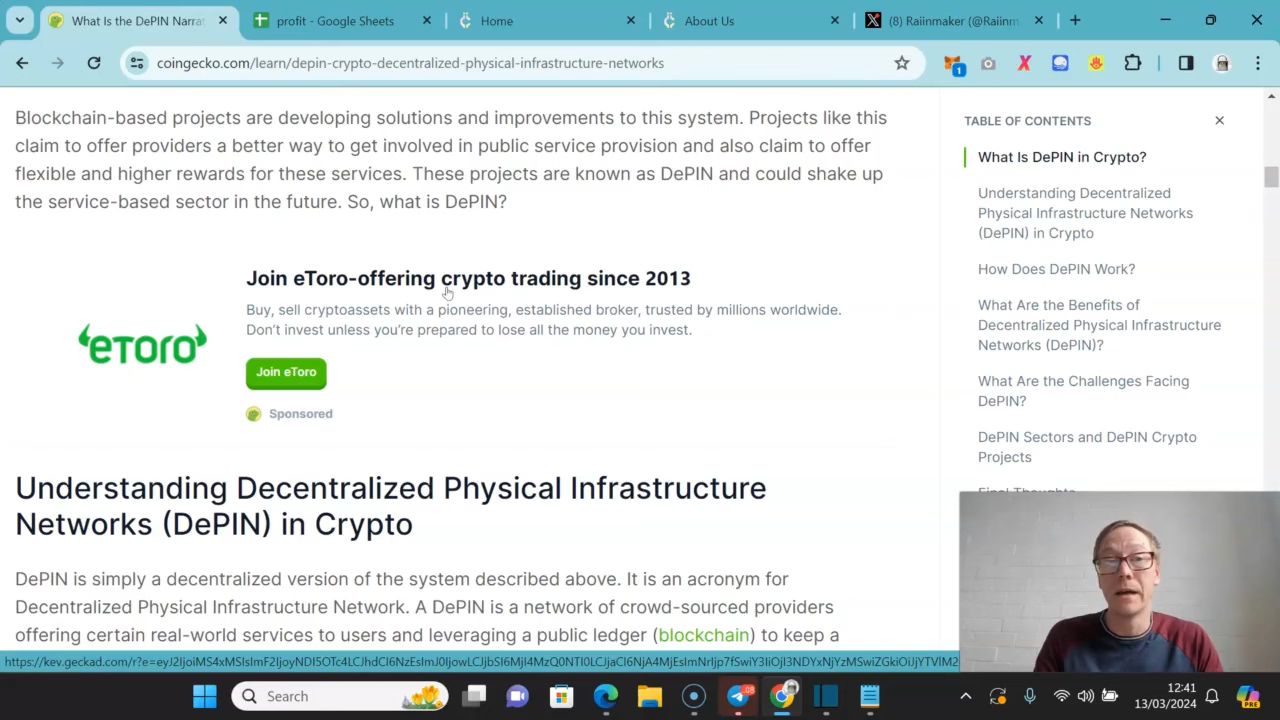 What Is the DePIN Narrat
profit - Google Sheets
Home
About Us
(8) Raiinmaker (@Raiinm
coingecko.com/learn/depin-crypto-decentralized-physical-infrastructure-networks
1
Blockchain-based projects are developing solutions and improvements to this system. Projects like this
claim to offer providers a better way to get involved in public service provision and also claim to offer
flexible and higher rewards for these services. These projects are known as DePIN and could shake up
the service-based sector in the future. So, what is DePIN?
eToro
Join eToro-offering crypto trading since 2013
Buy, sell cryptoassets with a pioneering, established broker, trusted by millions worldwide.
Don't invest unless you're prepared to lose all the money you invest.
Join eToro
Sponsored
Understanding Decentralized Physical Infrastructure
Networks (DePIN) in Crypto
DePIN is simply a decentralized version of the system described above. It is an acronym for
Decentralized Physical Infrastructure Network. A DePIN is a network of crowd-sourced providers
offering certain real-world services to users and leveraging a public ledger (blockchain) to keep a
TABLE OF CONTENTS
What Is DePIN in Crypto?
Understanding Decentralized
Physical Infrastructure Networks
(DePIN) in Crypto
How Does DePIN Work?
What Are the Benefits of
Decentralized Physical Infrastructure
Networks (DePIN)?
What Are the Challenges Facing
DePIN?
DePIN Sectors and DePIN Crypto
Projects
Final Thoughts
Search
12:41
13/03/2024
PRE